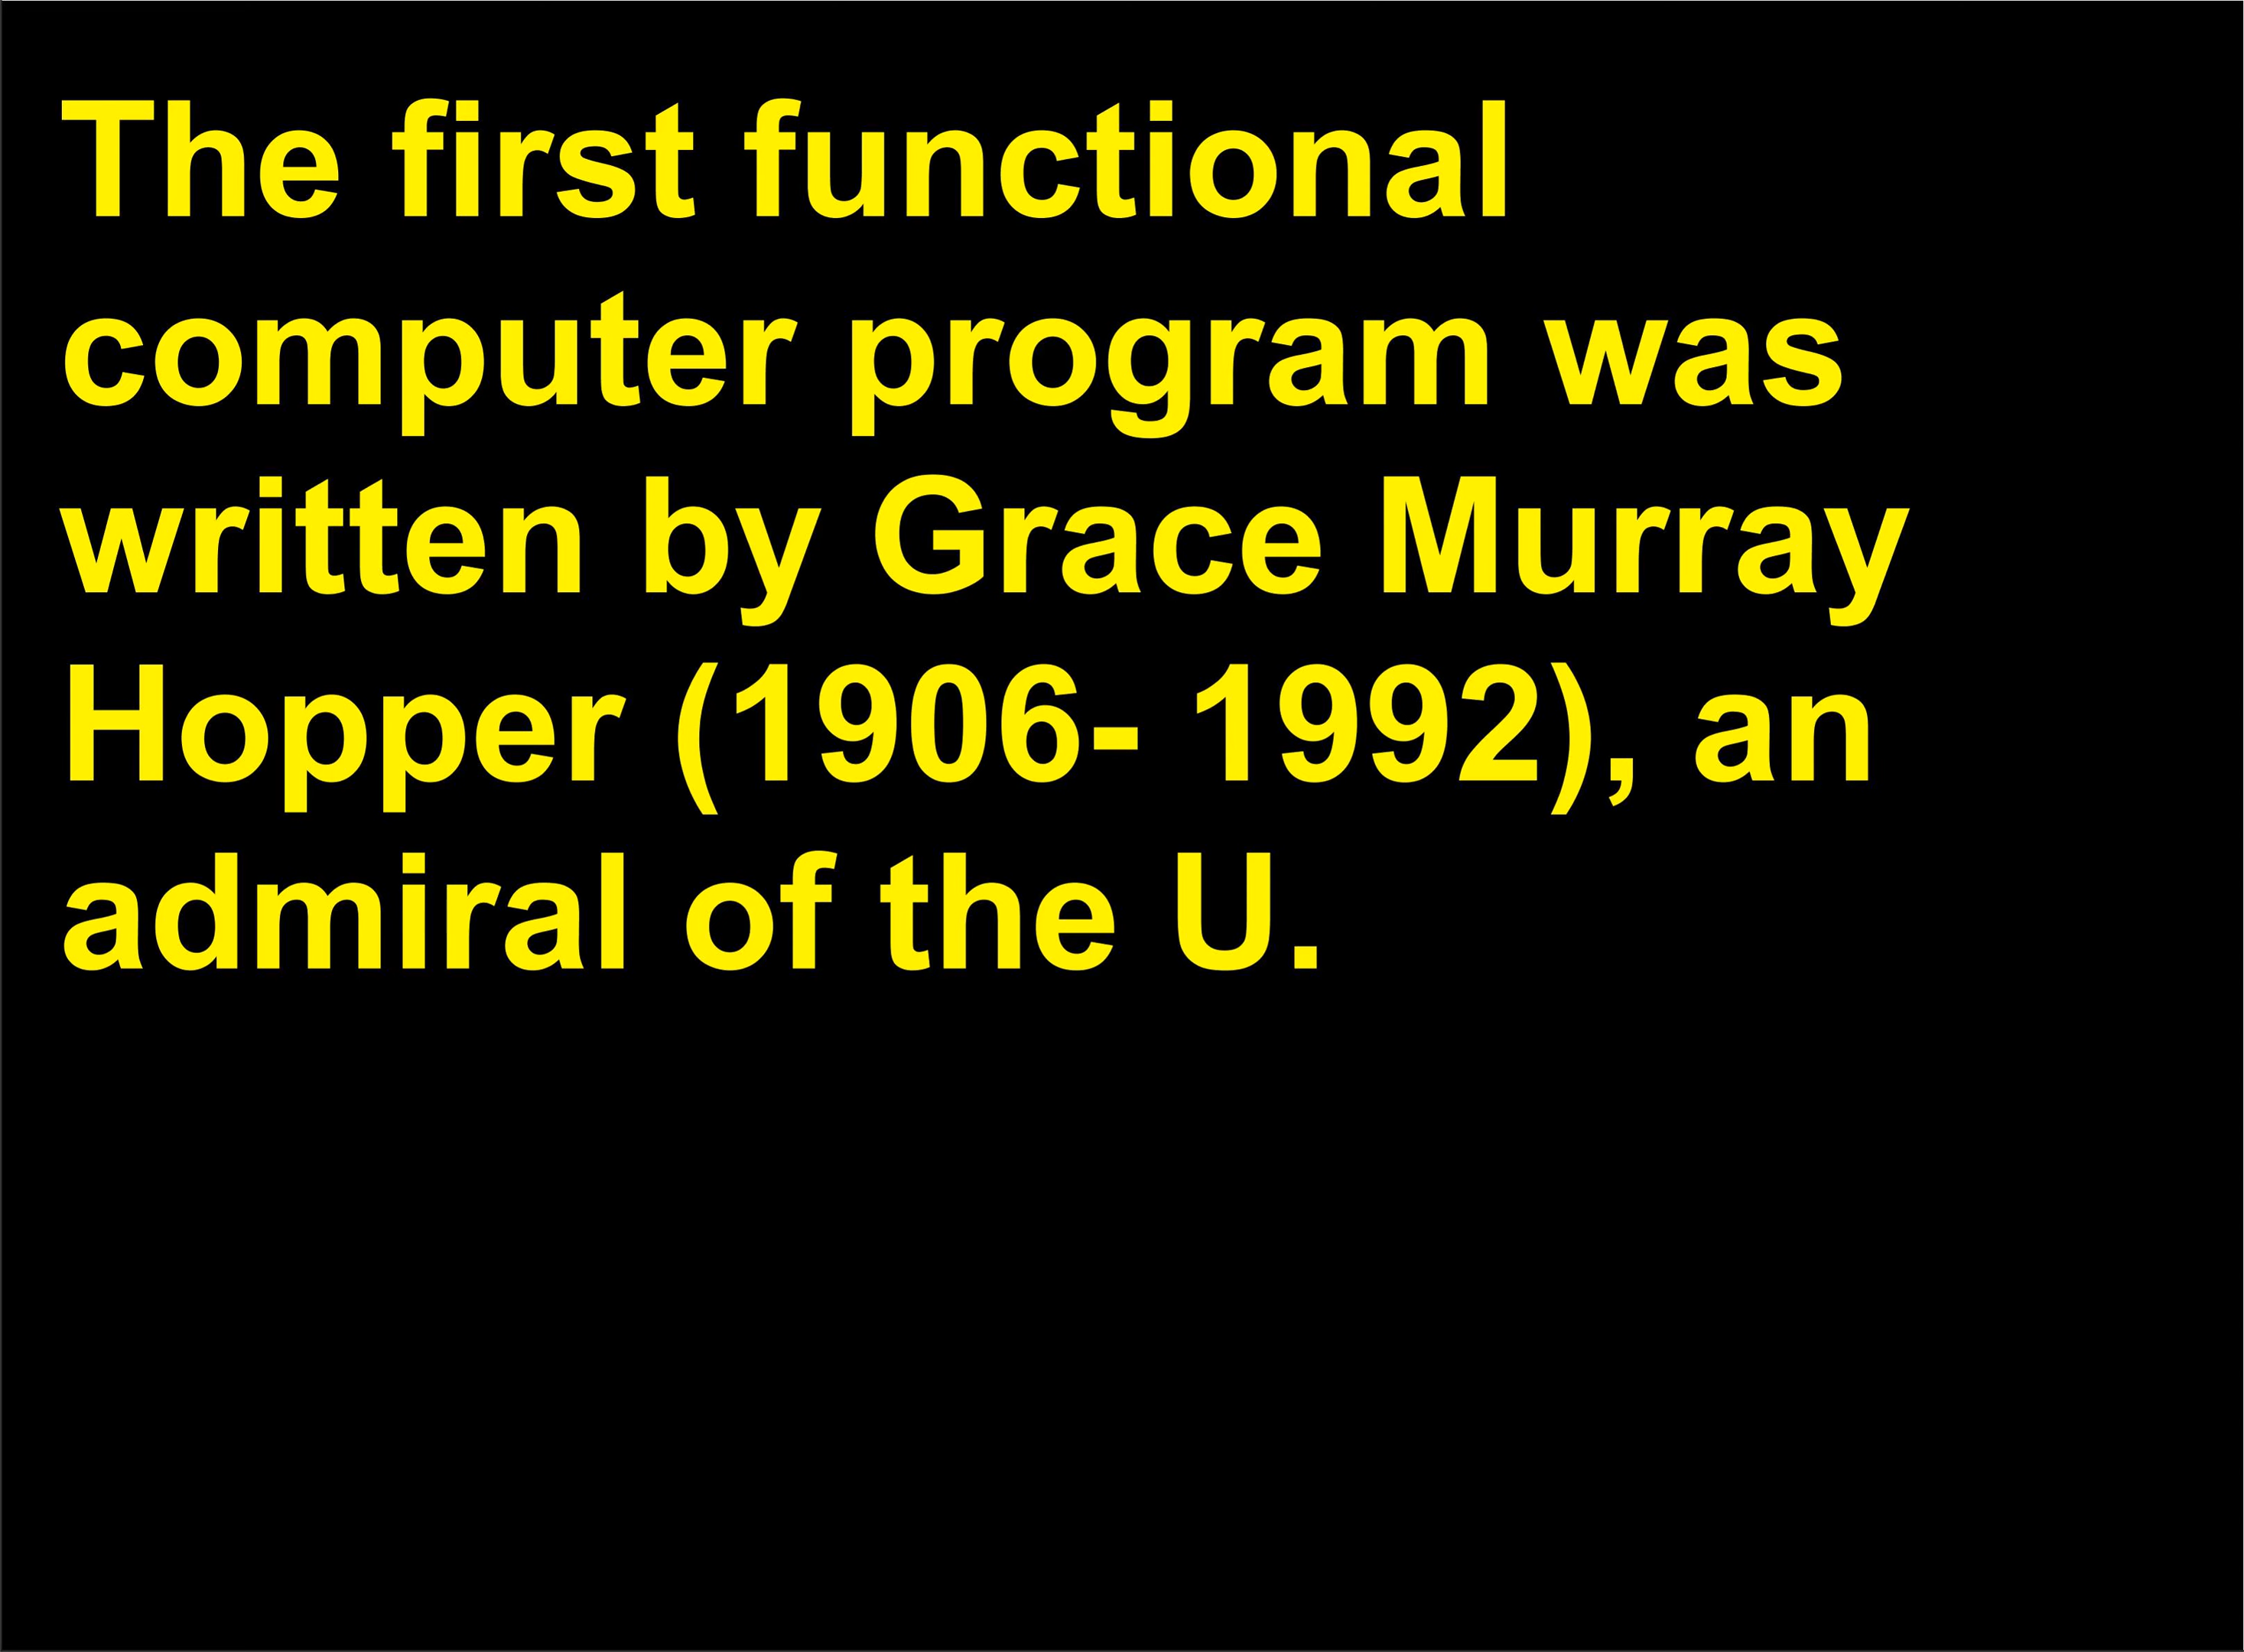 The first functional
computer program was
written by Grace Murray
Hopper (1906- 1992), an
admiral of the U.